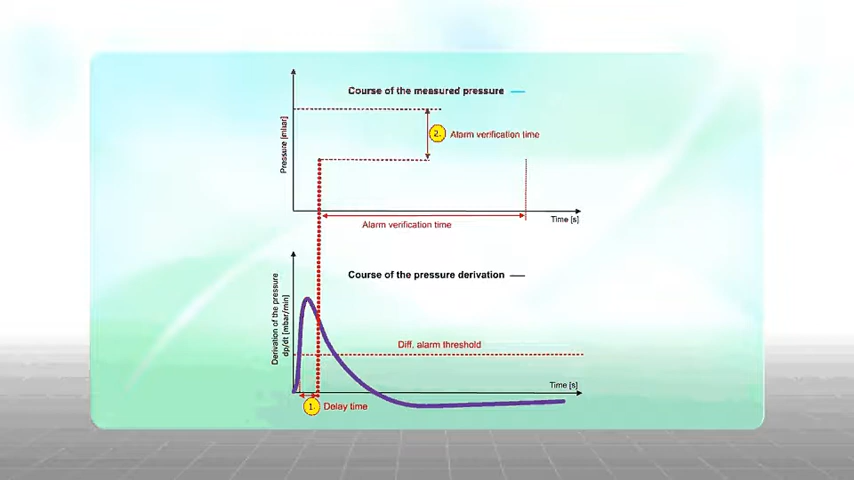 Course of the measured pressure
Pressure [mbar]
2.
Alarm verification time
Time [s]
Alarm verification time
Course of the pressure derivation
Derivation of the pressure
dp/dt [mbar/min]
Diff. alarm threshold
Time [s]
1.
Delay time